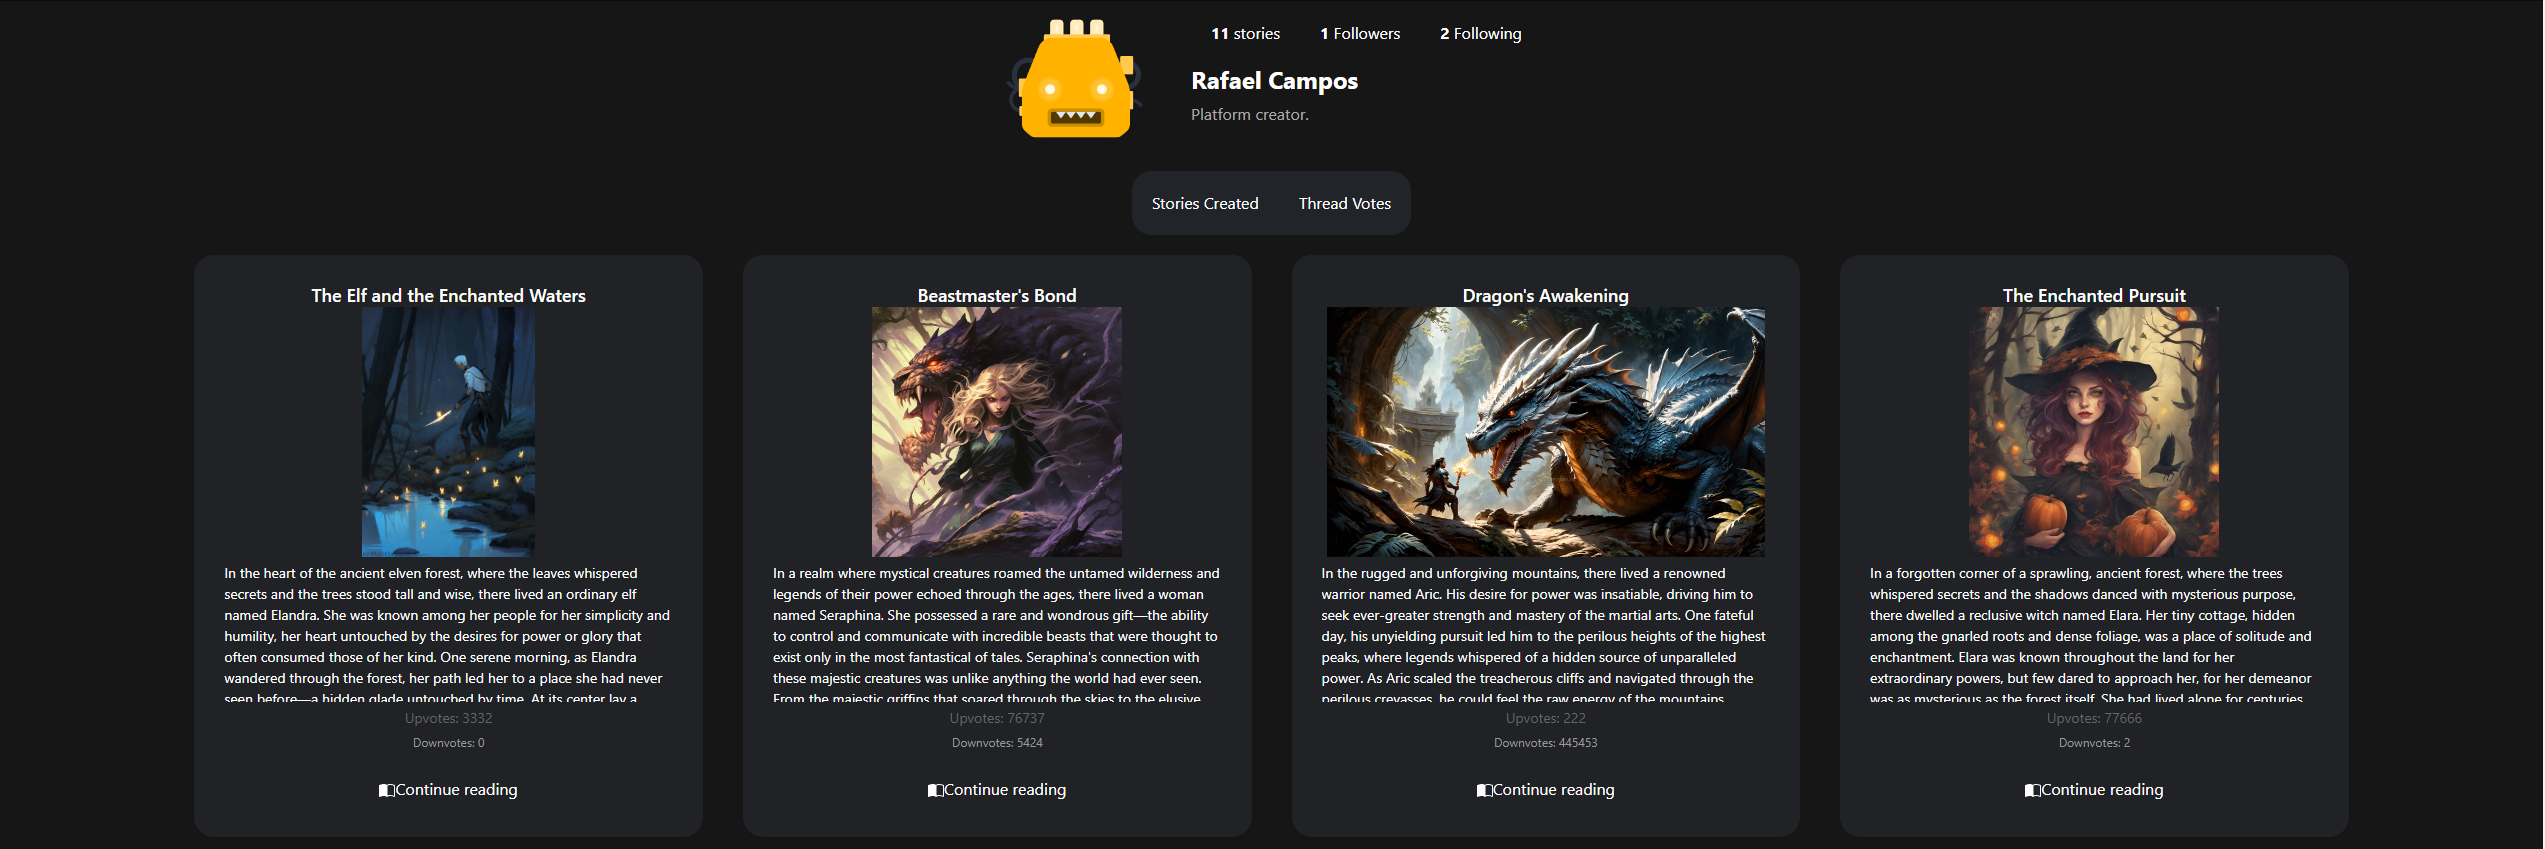 11 stories 1 Followers 2 Following
Rafael Campos
Platform creator.
Stories Created Thread Votes
The Elf and the Enchanted Waters
In the heart of the ancient elven forest, where the leaves whispered
secrets and the trees stood tall and wise, there lived an ordinary elf
named Elandra. She was known among her people for her simplicity and
humility, her heart untouched by the desires for power or glory that
often consumed those of her kind. One serene morning, as Elandra
wandered through the forest, her path led her to a place she had never
seen before—a hidden glade untouched by time. At its center lay a
Upvotes: 3332
Downvotes: 0
Continue reading
Beastmaster's Bond
In a realm where mystical creatures roamed the untamed wilderness and
legends of their power echoed through the ages, there lived a woman
named Seraphina. She possessed a rare and wondrous gift—the ability
to control and communicate with incredible beasts that were thought to
exist only in the most fantastical of tales. Seraphina's connection with
these majestic creatures was unlike anything the world had ever seen.
From the majestic griffins that soared through the skies to the elusive
Upvotes: 76737
Downvotes: 5424
Continue reading
Dragon's Awakening
In the rugged and unforgiving mountains, there lived a renowned
warrior named Aric. His desire for power was insatiable, driving him to
seek ever-greater strength and mastery of the martial arts. One fateful
day, his unyielding pursuit led him to the perilous heights of the highest
peaks, where legends whispered of a hidden source of unparalleled
power. As Aric scaled the treacherous cliffs and navigated through the
perilous crevasses, he could feel the raw energy of the mountains
Upvotes: 222
Downvotes: 445453
Continue reading
The Enchanted Pursuit
In a forgotten corner of a sprawling, ancient forest, where the trees
whispered secrets and the shadows danced with mysterious purpose,
there dwelled a reclusive witch named Elara. Her tiny cottage, hidden
among the gnarled roots and dense foliage, was a place of solitude and
enchantment. Elara was known throughout the land for her
extraordinary powers, but few dared to approach her, for her demeanor
was as mysterious as the forest itself. She had lived alone for centuries,
Upvotes: 77666
Downvotes: 2
Continue reading